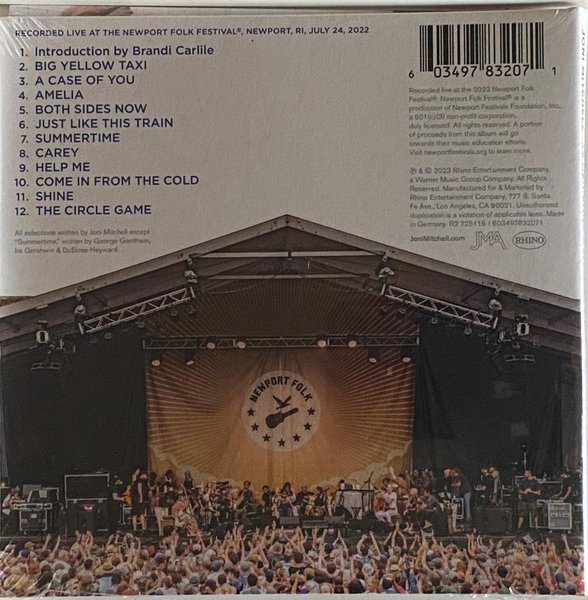 RECORDED LIVE AT THE NEWPORT FOLK FESTIVAL®, NEWPORT, RI, JULY 24, 2022
1. Introduction by Brandi Carlile
2. BIG YELLOW TAXI
3. A CASE OF YOU
4. AMELIA
5. BOTH SIDES NOW
6. JUST LIKE THIS TRAIN
7. SUMMERTIME
8. CAREY
9. HELP ME
10. COME IN FROM THE COLD
11. SHINE
12. THE CIRCLE GAME
All selections written by Joni Mitchell except
"Summertime," written by George Gershwin,
Ira Gershwin & DuBose Heyward.
6 03497 83207 1
Recorded live at the 2022 Newport Folk
Festival®. Newport Folk Festival® is a
production of Newport Festivals Foundation, Inc.,
a 501(c)(3) non-profit corporation,
duly licensed. All rights reserved. A portion
of proceeds from this album will go
towards their music education efforts.
Visit newportfestivals.org to learn more.
℗ & © 2023 Rhino Entertainment Company,
a Warner Music Group Company. All Rights
Reserved. Manufactured for & Marketed by
Rhino Entertainment Company, 777 S. Santa
Fe Ave., Los Angeles, CA 90021. Unauthorized
duplication is a violation of applicable laws. Made
in Germany. R2 725116 / 603497832071
JoniMitchell.com JMA RHINO
NEWPORT FOLK